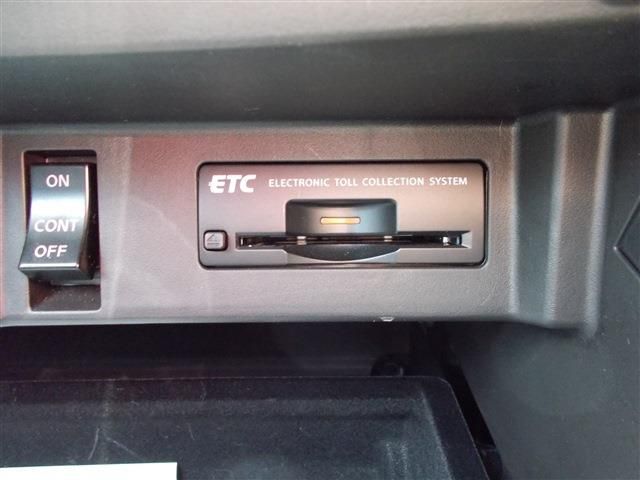 ON
CONT
OFF
ETC ELECTRONIC TOLL COLLECTION SYSTEM